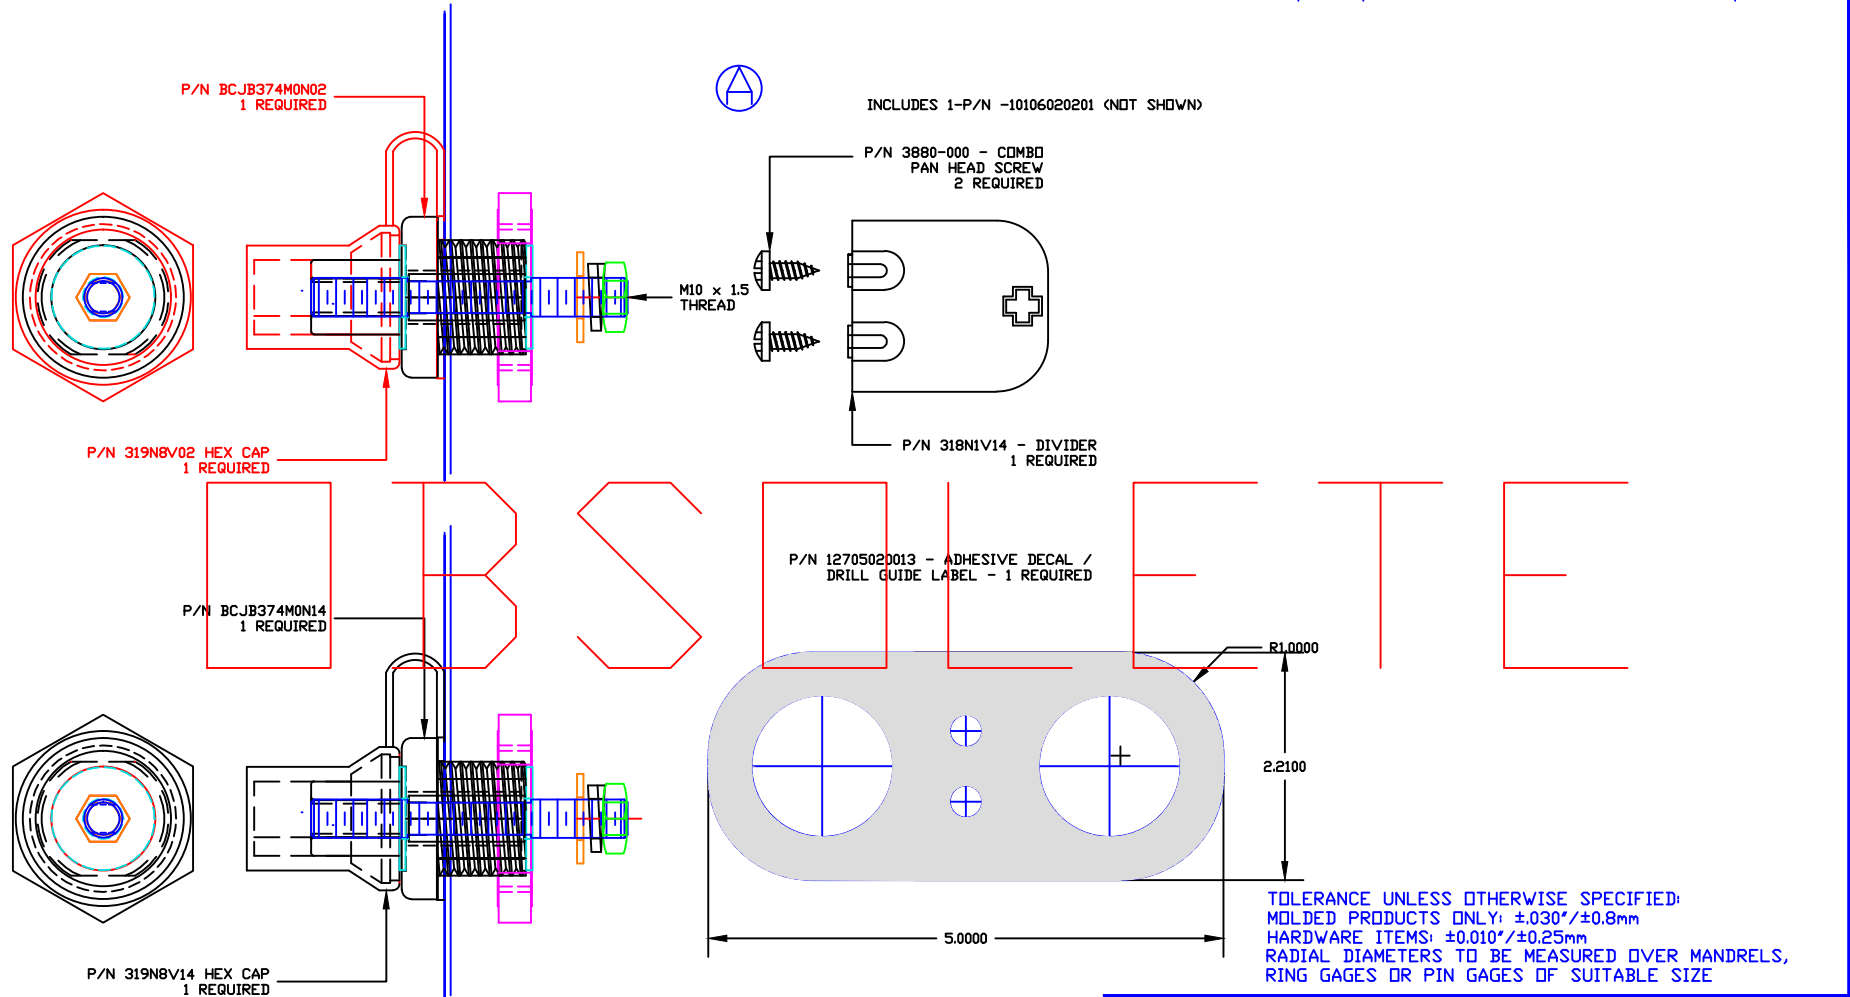 P/N BCJB374M0N02
1 REQUIRED
A
INCLUDES 1-P/N -10106020201 (NOT SHOWN)
P/N 3880-000 - COMBO
PAN HEAD SCREW
2 REQUIRED
M10 x 1.5
THREAD
P/N 318N1V14 - DIVIDER
1 REQUIRED
P/N 319N8V02 HEX CAP
1 REQUIRED
OBSOLETE
P/N 12705020013 - ADHESIVE DECAL /
DRILL GUIDE LABEL - 1 REQUIRED
P/N BCJB374M0N14
1 REQUIRED
R1.0000
2.2100
5.0000
P/N 319N8V14 HEX CAP
1 REQUIRED
TOLERANCE UNLESS OTHERWISE SPECIFIED:
MOLDED PRODUCTS ONLY: ±.030"/±0.8mm
HARDWARE ITEMS: ±0.010"/±0.25mm
RADIAL DIAMETERS TO BE MEASURED OVER MANDRELS,
RING GAGES OR PIN GAGES OF SUITABLE SIZE